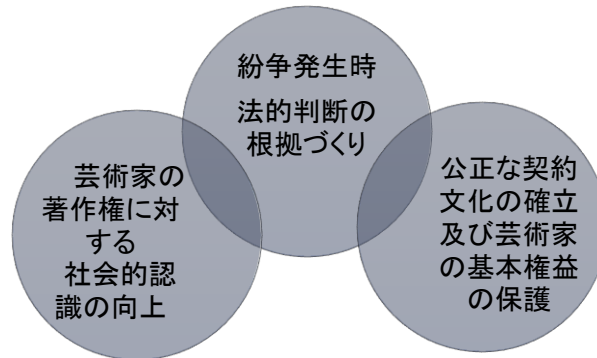 紛争発生時
法的判断の
根拠づくり
芸術家の
著作権に対
する
社会的認
識の向上
公正な契約
文化の確立
及び芸術家
の基本権益
の保護